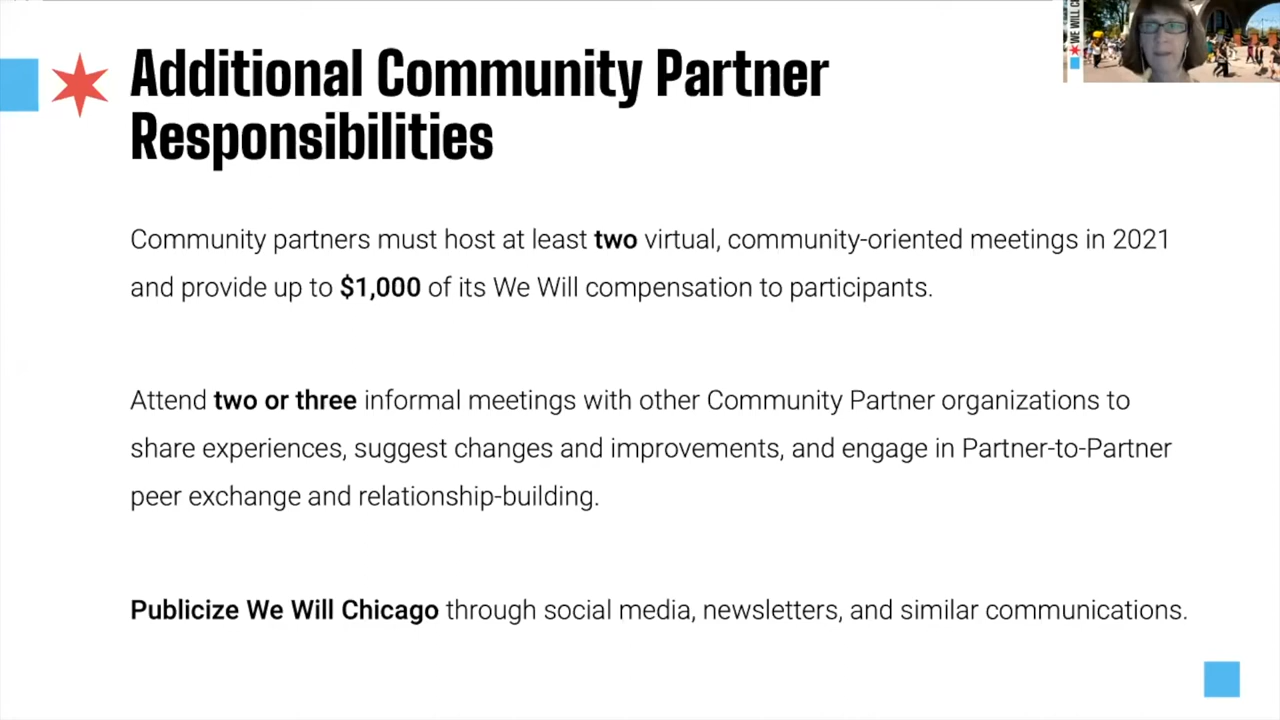 WE WILL C
Additional Community Partner
Responsibilities
Community partners must host at least two virtual, community-oriented meetings in 2021
and provide up to $1,000 of its We Will compensation to participants.
Attend two or three informal meetings with other Community Partner organizations to
share experiences, suggest changes and improvements, and engage in Partner-to-Partner
peer exchange and relationship-building.
Publicize We Will Chicago through social media, newsletters, and similar communications.